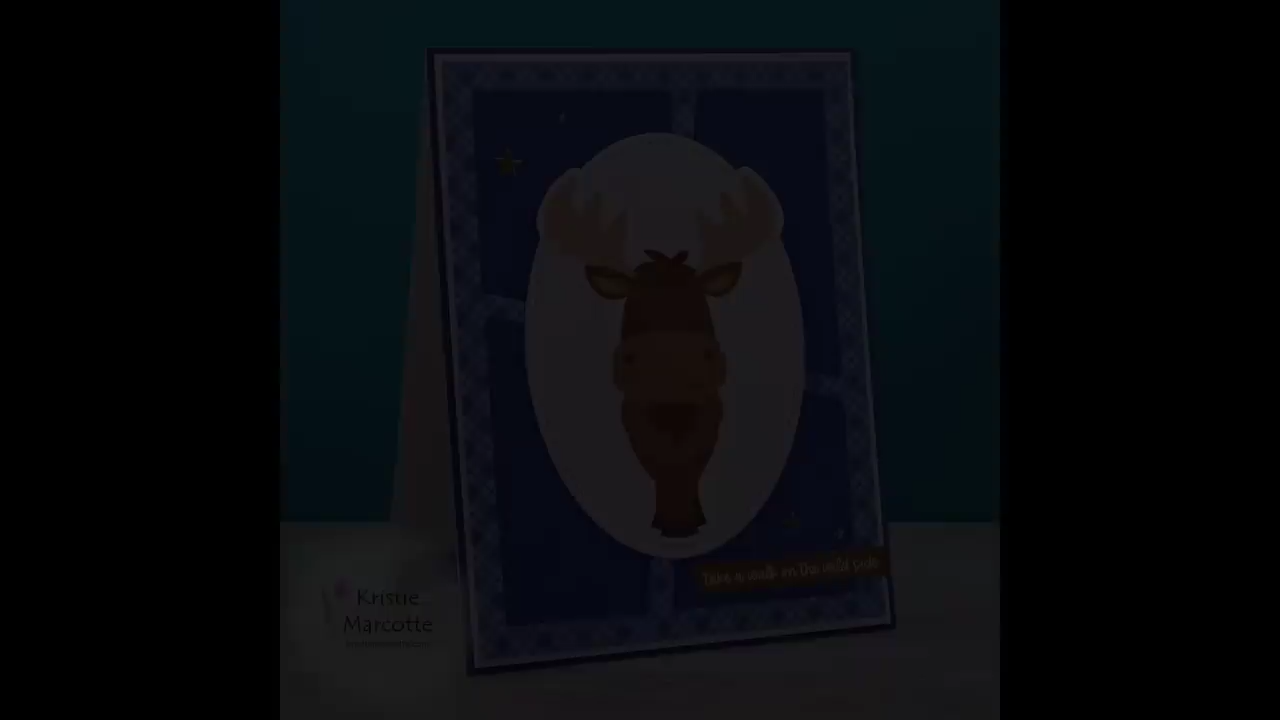 take a walk on the wild side
Kristie
Marcotte